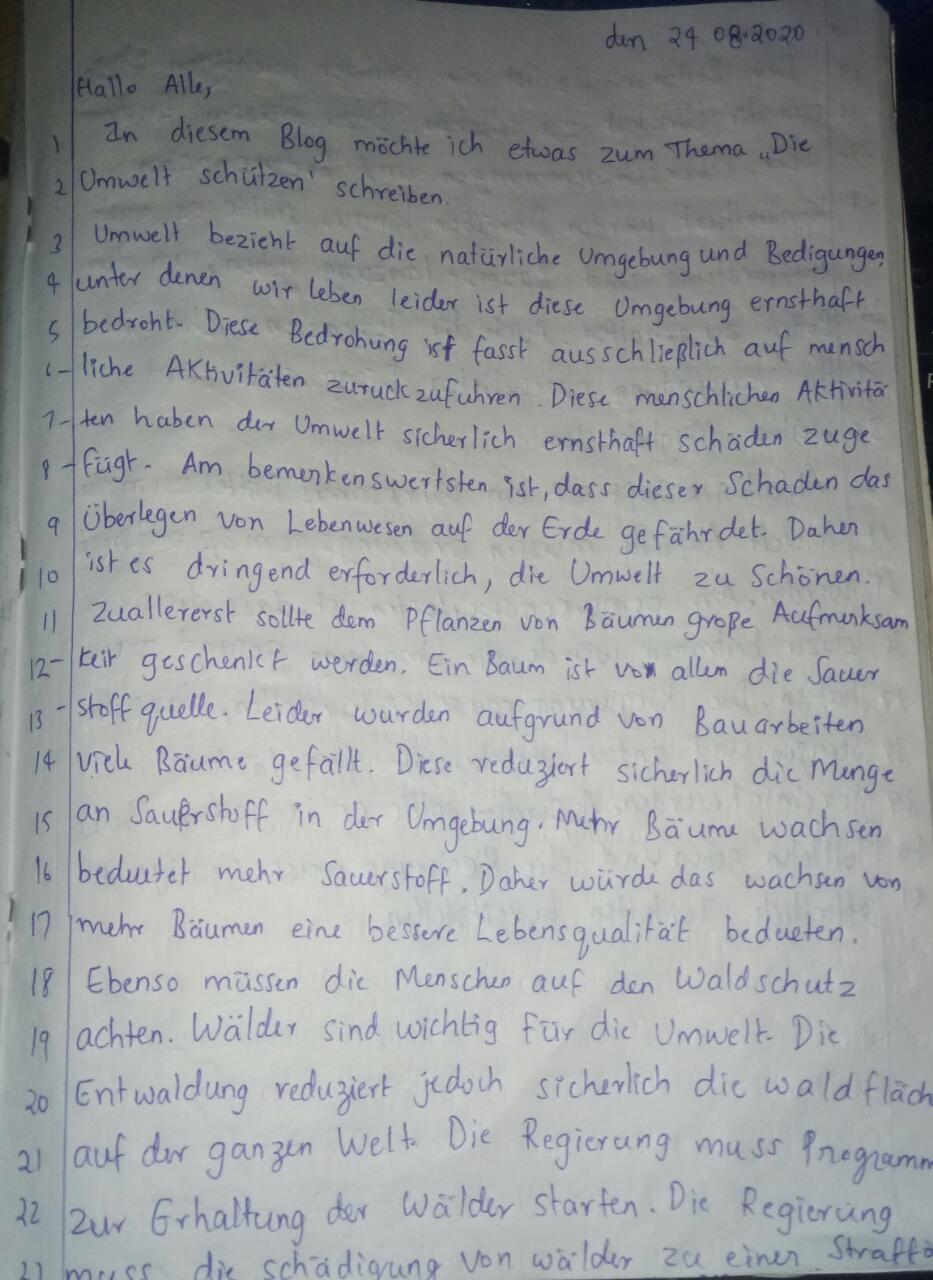 den 24.08.2020
Hallo Alle,
1 In diesem Blog möchte ich etwas zum Thema „Die
2 Umwelt schützen" schreiben.
3 Umwelt bezieht auf die natürliche Umgebung und Bedigungen,
4 unter denen wir leben leider ist diese Umgebung ernsthaft
5 bedroht. Diese Bedrohung ist fasst ausschließlich auf mensch
6- liche Aktivitäten zuruckzufuhren. Diese menschlichen Aktivitä
7- ten haben der Umwelt sicherlich ernsthaft schäden zuge
8 - fügt. Am bemerkenswertsten ist, dass dieser Schaden das
9 Überlegen von Lebenwesen auf der Erde gefährdet. Daher
10 ist es dringend erforderlich, die Umwelt zu Schönen.
11 Zuallererst sollte dem Pflanzen von Bäumen große Aufmerksam
12- keit geschenkt werden. Ein Baum ist vor allem die Sauer
13 - stoffquelle. Leider wurden aufgrund von Bauarbeiten
14 viele Bäume gefällt. Diese reduziert sicherlich die Menge
15 an Sauerstoff in der Umgebung. Mehr Bäume wachsen
16 bedeutet mehr Sauerstoff. Daher würde das wachsen von
17 mehr Bäumen eine bessere Lebensqualität bedueten.
18 Ebenso müssen die Menschen auf den Waldschutz
19 achten. Wälder sind wichtig für die Umwelt. Die
20 Entwaldung reduziert jedoch sicherlich die waldfläch
21 auf der ganzen Welt. Die Regierung muss Programm
22 zur Erhaltung der Wälder starten. Die Regierung
23 muss die schädigung von wälder zu einer Straf